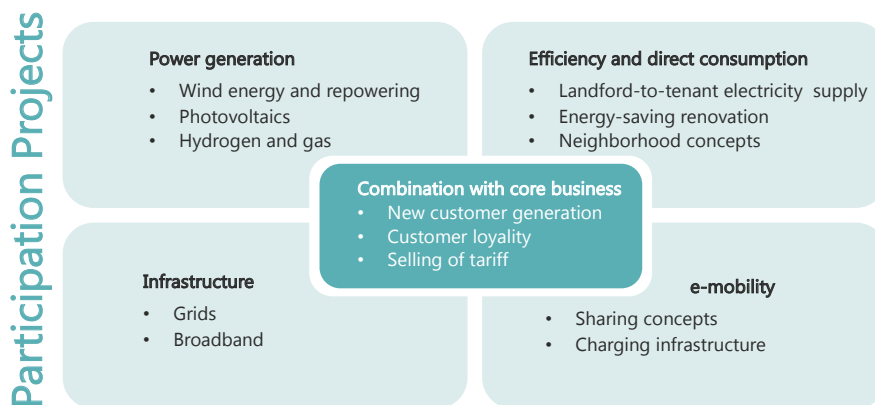 Participation Projects
Power generation
• Wind energy and repowering
• Photovoltaics
• Hydrogen and gas
Efficiency and direct consumption
• Landford-to-tenant electricity supply
• Energy-saving renovation
• Neighborhood concepts
Combination with core business
• New customer generation
• Customer loyality
• Selling of tariff
Infrastructure
• Grids
• Broadband
e-mobility
• Sharing concepts
• Charging infrastructure